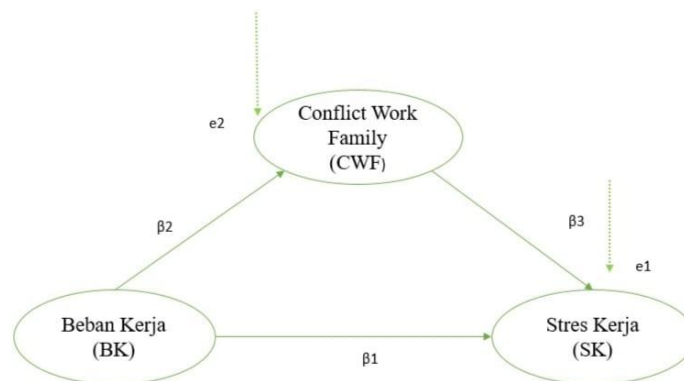 Conflict Work
Family
(CWF)
e2
β2
β3
e1
Beban Kerja
(BK)
β1
Stres Kerja
(SK)